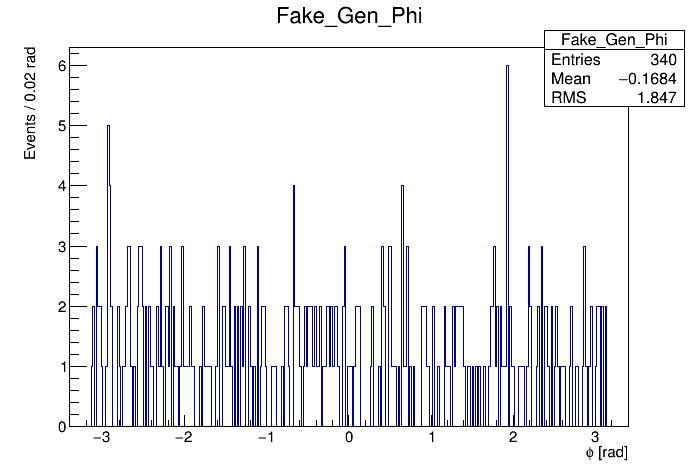 Fake_Gen_Phi
Fake_Gen_Phi
Entries 340
Mean −0.1684
RMS 1.847
Events / 0.02 rad
6
5
4
3
2
1
0
−3 −2 −1 0 1 2 3
ϕ [rad]